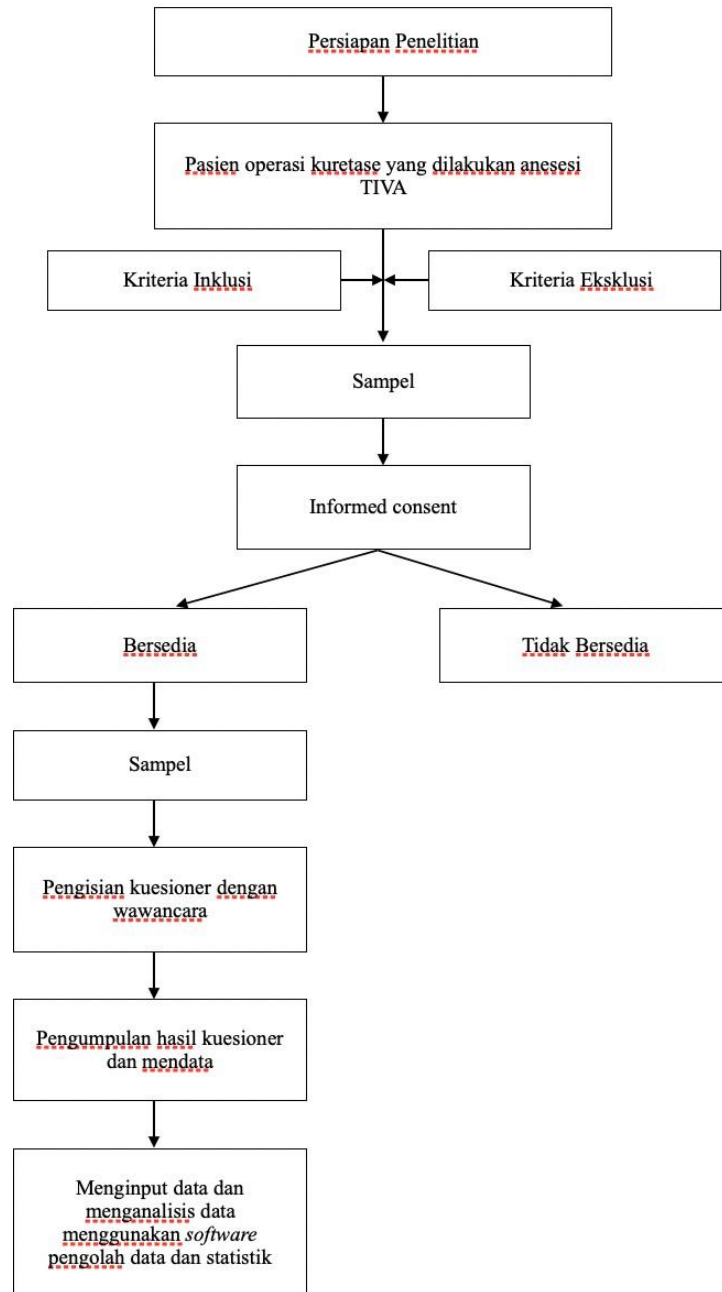 Persiapan Penelitian
Pasien operasi kuretase yang dilakukan anesesi
TIVA
Kriteria Inklusi
Kriteria Eksklusi
Sampel
Informed consent
Bersedia
Tidak Bersedia
Sampel
Pengisian kuesioner dengan
wawancara
Pengumpulan hasil kuesioner
dan mendata
Menginput data dan
menganalisis data
menggunakan software
pengolah data dan statistik